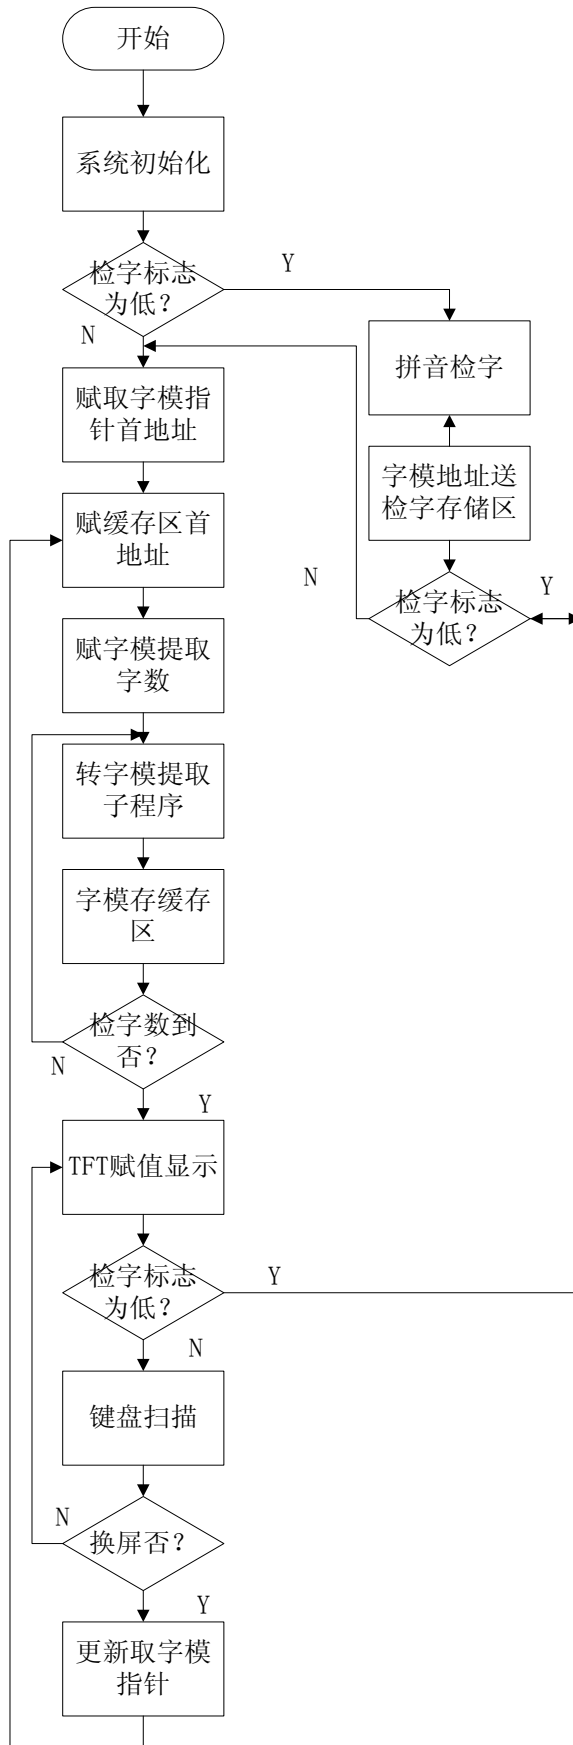 开始
系统初始化
检字标志
为低？
Y
N
拼音检字
赋取字模指
针首地址
字模地址送
检字存储区
赋缓存区首
地址
N
检字标志
为低？
Y
赋字模提取
字数
转字模提取
子程序
字模存缓存
区
检字数到
否？
N
Y
TFT赋值显示
检字标志
为低？
Y
N
键盘扫描
N
换屏否？
Y
更新取字模
指针